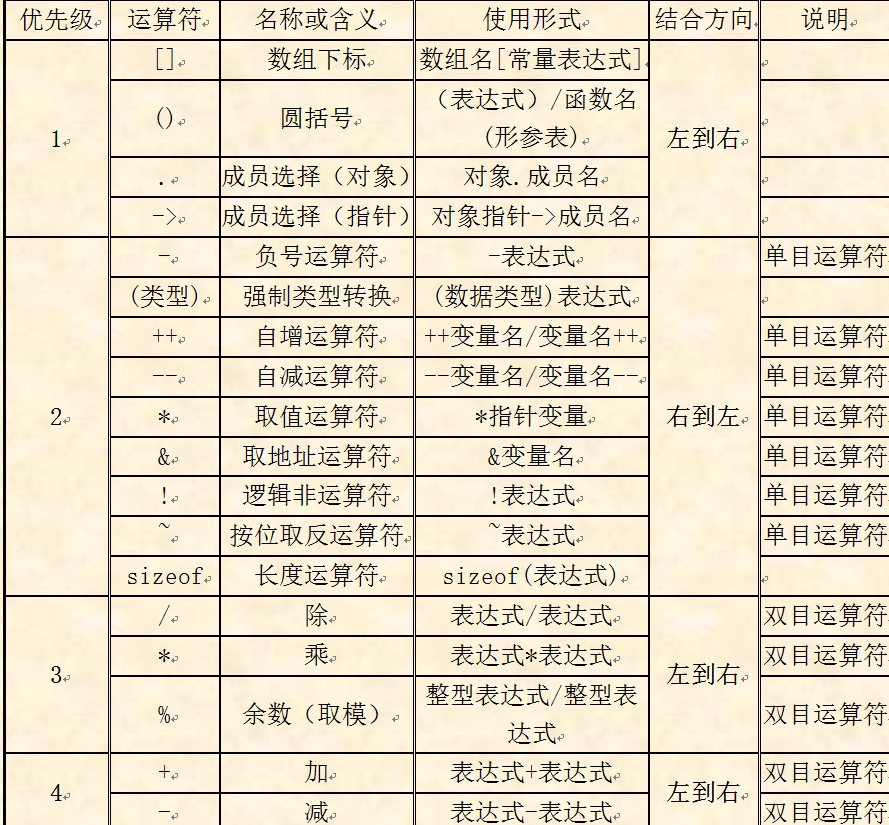 优先级 运算符 名称或含义 使用形式 结合方向 说明
1 [] 数组下标 数组名[常量表达式] 左到右
() 圆括号 （表达式）/函数名
(形参表)
. 成员选择（对象） 对象.成员名
-> 成员选择（指针） 对象指针->成员名
2 - 负号运算符 -表达式 右到左 单目运算符
(类型) 强制类型转换 (数据类型)表达式
++ 自增运算符 ++变量名/变量名++ 单目运算符
-- 自减运算符 --变量名/变量名-- 单目运算符
* 取值运算符 *指针变量 单目运算符
& 取地址运算符 &变量名 单目运算符
! 逻辑非运算符 !表达式 单目运算符
~ 按位取反运算符 ~表达式 单目运算符
sizeof 长度运算符 sizeof(表达式)
3 / 除 表达式/表达式 左到右 双目运算符
* 乘 表达式*表达式 双目运算符
% 余数（取模） 整型表达式/整型表
达式 双目运算符
4 + 加 表达式+表达式 左到右 双目运算符
- 减 表达式-表达式 双目运算符